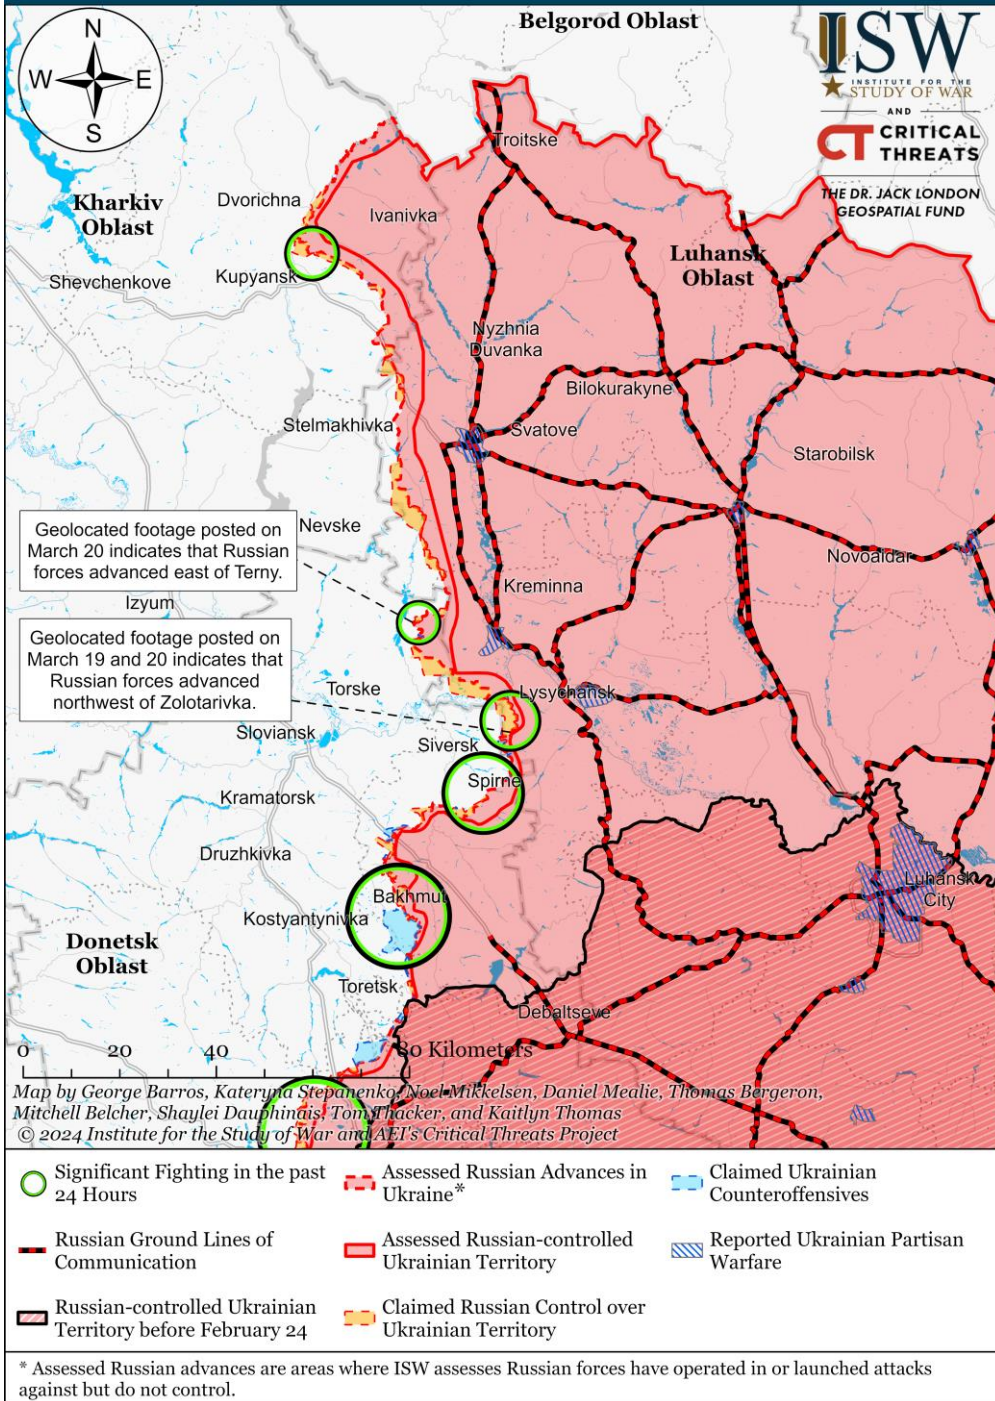 Belgorod Oblast
N
W
E
S
ISW
INSTITUTE FOR THE
STUDY OF WAR
AND
CT CRITICAL
THREATS
THE DR. JACK LONDON
GEOSPATIAL FUND
Troitske
Dvorichna
Kharkiv
Oblast
Ivanivka
Luhansk
Oblast
Shevchenkove
Kupyansk
Nyzhnia
Duvanka
Bilokurakyne
Stelmakhivka
Svatove
Starobilsk
Geolocated footage posted on
March 20 indicates that Russian
forces advanced east of Terny.
Nevske
Novoaidar
Kreminna
Izyum
Geolocated footage posted on
March 19 and 20 indicates that
Russian forces advanced
northwest of Zolotarivka.
Torske
Lysychansk
Sloviansk
Siversk
Spirne
Kramatorsk
Druzhkivka
Bakhmut
Luhansk
City
Kostyantynivka
Donetsk
Oblast
Toretsk
Debaltseve
0
20
40
80 Kilometers
Map by George Barros, Kateryna Stepanenko, Noel Mikkelsen, Daniel Mealie, Thomas Bergeron,
Mitchell Belcher, Shaylei Dauphinais, Tom Thacker, and Kaitlyn Thomas
© 2024 Institute for the Study of War and AEI's Critical Threats Project
Significant Fighting in the past
24 Hours
Assessed Russian Advances in
Ukraine*
Claimed Ukrainian
Counteroffensives
Russian Ground Lines of
Communication
Assessed Russian-controlled
Ukrainian Territory
Reported Ukrainian Partisan
Warfare
Russian-controlled Ukrainian
Territory before February 24
Claimed Russian Control over
Ukrainian Territory
* Assessed Russian advances are areas where ISW assesses Russian forces have operated in or launched attacks
against but do not control.